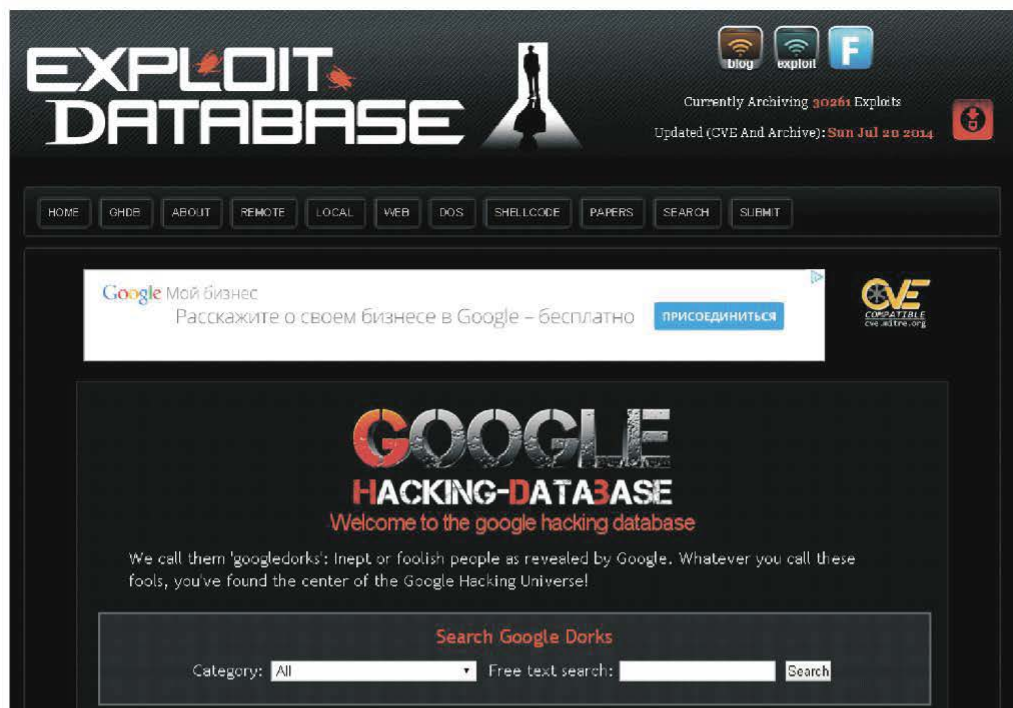 EXPLOIT
DATABASE
blog exploit F
Currently Archiving 30261 Exploits
Updated (CVE And Archive): Sun Jul 20 2014
HOME GHDB ABOUT REMOTE LOCAL WEB DOS SHELLCODE PAPERS SEARCH SUBMIT
Google Мой бизнес
Расскажите о своем бизнесе в Google – бесплатно ПРИСОЕДИНИТЬСЯ
CVE
COMPATIBLE
cve.mitre.org
GOOGLE
HACKING-DATA3ASE
Welcome to the google hacking database
We call them 'googledorks': Inept or foolish people as revealed by Google. Whatever you call these
fools, you've found the center of the Google Hacking Universe!
Search Google Dorks
Category: All Free text search: Search